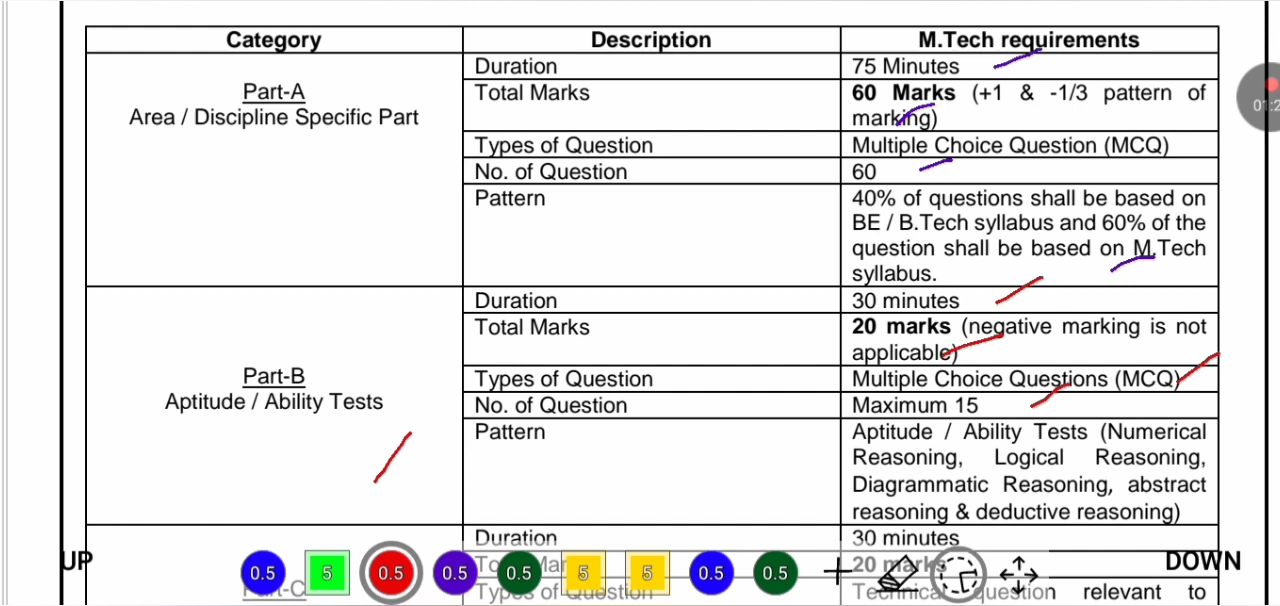 Category Description M.Tech requirements
Part-A
Area / Discipline Specific Part
Duration 75 Minutes
Total Marks 60 Marks (+1 & -1/3 pattern of
marking)
Types of Question Multiple Choice Question (MCQ)
No. of Question 60
Pattern 40% of questions shall be based on
BE / B.Tech syllabus and 60% of the
question shall be based on M.Tech
syllabus.
Part-B
Aptitude / Ability Tests
Duration 30 minutes
Total Marks 20 marks (negative marking is not
applicable)
Types of Question Multiple Choice Questions (MCQ)
No. of Question Maximum 15
Pattern Aptitude / Ability Tests (Numerical
Reasoning, Logical Reasoning,
Diagrammatic Reasoning, abstract
reasoning & deductive reasoning)
Duration 30 minutes
20 marks
Types of Question Technical question relevant to
UP 0.5 5 0.5 0.5 0.5 5 5 0.5 0.5 DOWN